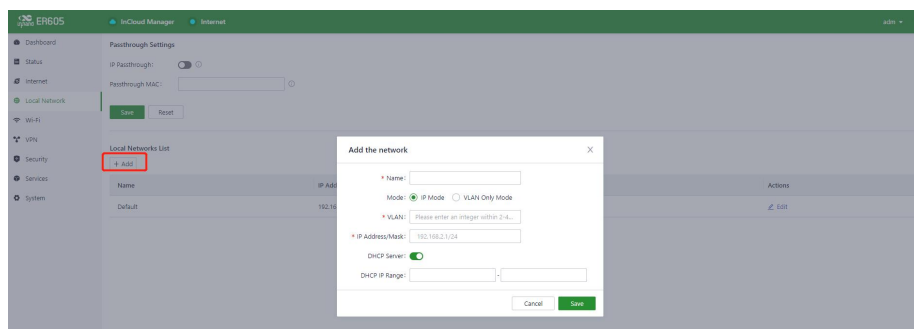 ER605
InCloud Manager
Internet
adm
Dashboard
Status
Internet
Local Network
Wi-Fi
VPN
Security
Services
System
Passthrough Settings
IP Passthrough:
Passthrough MAC:
Save Reset
Local Networks List
+ Add
Name IP Add Actions
Default 192.16 Edit
Add the network X
* Name:
Mode: IP Mode VLAN Only Mode
* VLAN: Please enter an integer within 2-4...
* IP Address/Mask: 192.168.2.1/24
DHCP Server:
DHCP IP Range: -
Cancel Save